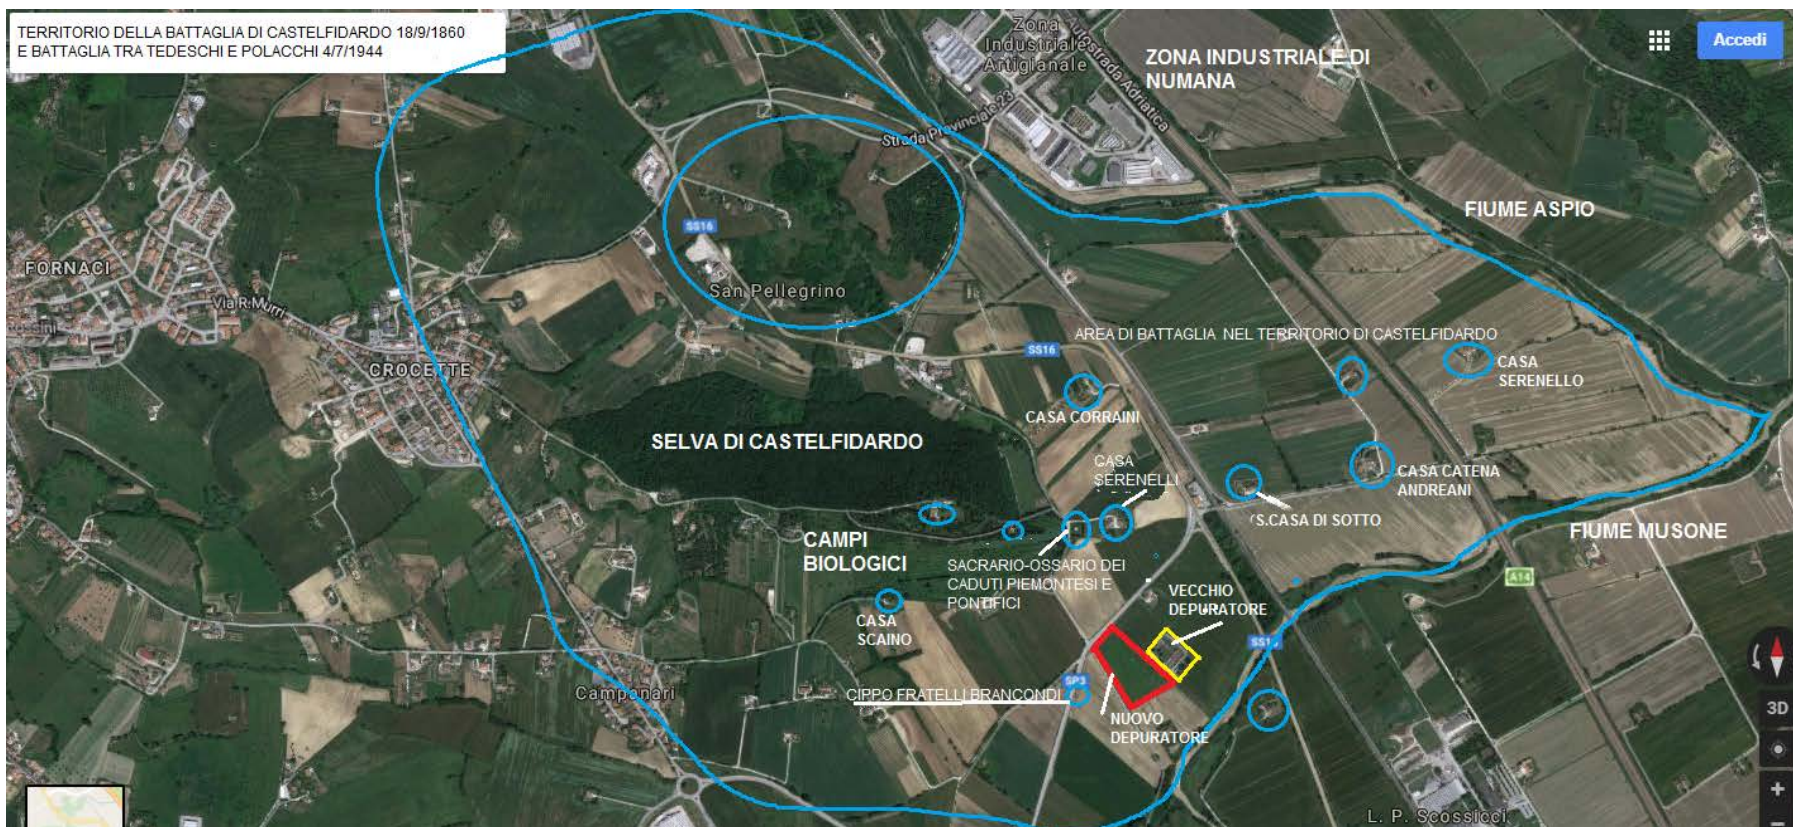 TERRITORIO DELLA BATTAGLIA DI CASTELFIDARDO 18/9/1860
E BATTAGLIA TRA TEDESCHI E POLACCHI 4/7/1944
Zona
Industriale
Artigianale
Autostrada Adriatica
ZONA INDUSTRIALE DI
NUMANA
Accedi
Strada Provinciale 23
FIUME ASPIO
SS16
FORNACI
San Pellegrino
Via R.Murri
AREA DI BATTAGLIA NEL TERRITORIO DI CASTELFIDARDO
SS16
CASA
SERENELLO
CROCETTE
CASA CORRAINI
SELVA DI CASTELFIDARDO
CASA
SERENELLI
CASA CATENA
ANDREANI
S.CASA DI SOTTO
FIUME MUSONE
CAMPI
BIOLOGICI
SACRARIO-OSSARIO DEI
CADUTI PIEMONTESI E
PONTIFICI
A14
VECCHIO
DEPURATORE
CASA
SCAINO
SP3
Campanari
CIPPO FRATELLI BRANCONDI
NUOVO
DEPURATORE
3D
L. P. Scossicci